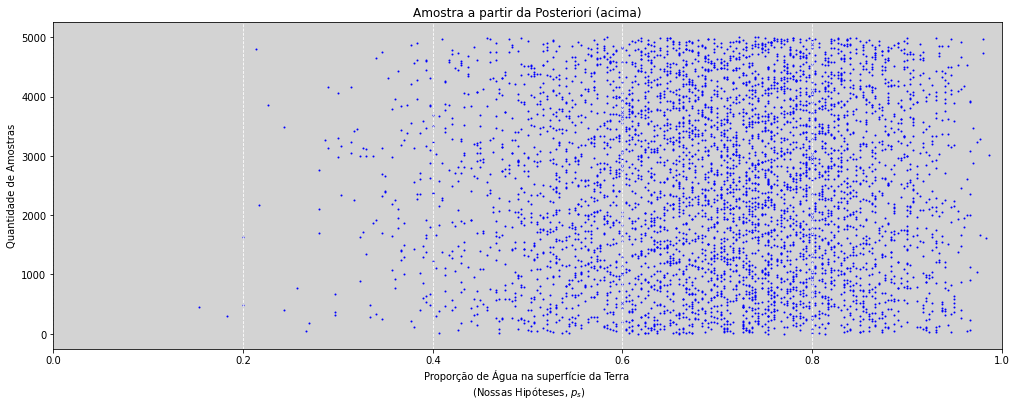 Amostra a partir da Posteriori (acima)
Quantidade de Amostras
5000
4000
3000
2000
1000
0
0.0 0.2 0.4 0.6 0.8 1.0
Proporção de Água na superfície da Terra
(Nossas Hipóteses, pₛ)